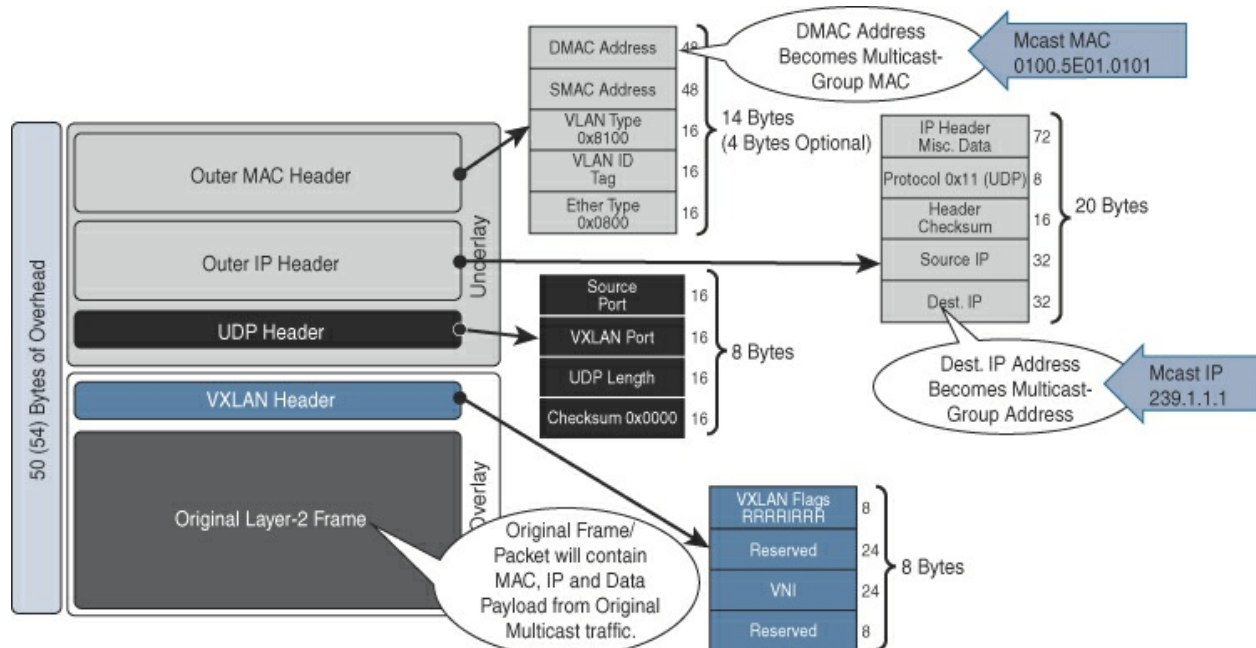 50 (54) Bytes of Overhead
Outer MAC Header
Outer IP Header
UDP Header
Underlay
VXLAN Header
Original Layer-2 Frame
Overlay
DMAC Address
48
SMAC Address
48
VLAN Type
0x8100
16
VLAN ID
Tag
16
Ether Type
0x0800
16
14 Bytes
(4 Bytes Optional)
DMAC Address
Becomes Multicast-
Group MAC
Mcast MAC
0100.5E01.0101
IP Header
Misc. Data
72
Protocol 0x11 (UDP)
8
Header
Checksum
16
Source IP
32
Dest. IP
32
20 Bytes
Dest. IP Address
Becomes Multicast-
Group Address
Mcast IP
239.1.1.1
Source
Port
16
VXLAN Port
16
UDP Length
16
Checksum 0x0000
16
8 Bytes
Original Frame/
Packet will contain
MAC, IP and Data
Payload from Original
Multicast traffic.
VXLAN Flags
RRRRIRRR
8
Reserved
24
VNI
24
Reserved
8
8 Bytes